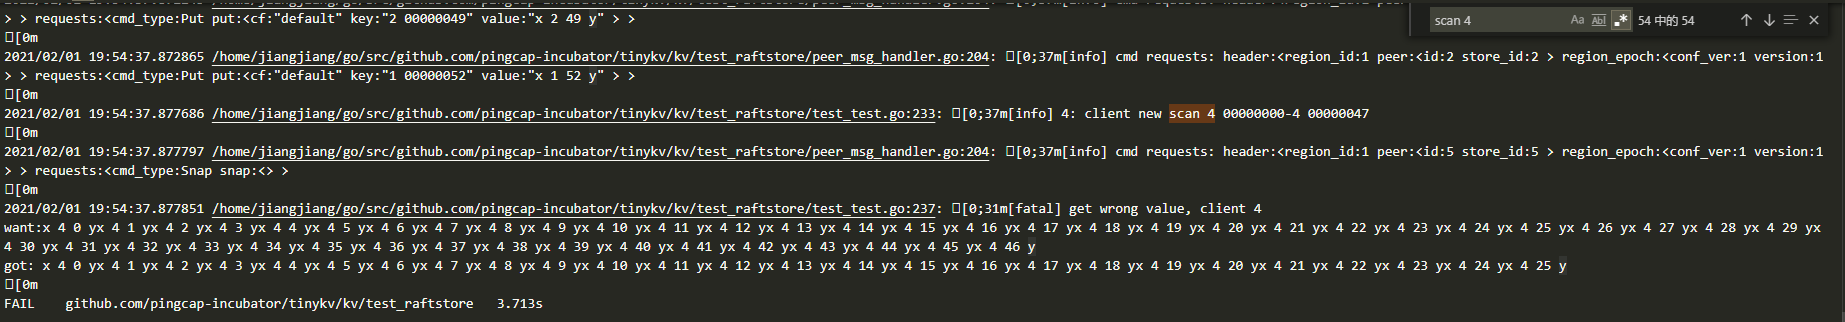 > > requests:<cmd_type:Put put:<cf:"default" key:"2 00000049" value:"x 2 49 y" > >
[0m
2021/02/01 19:54:37.872865 /home/jiangjiang/go/src/github.com/pingcap-incubator/tinykv/kv/test_raftstore/peer_msg_handler.go:204: [0;37m[info] cmd requests: header:<region_id:1 peer:<id:2 store_id:2 > region_epoch:<conf_ver:1 version:1
> > requests:<cmd_type:Put put:<cf:"default" key:"1 00000052" value:"x 1 52 y" > >
[0m
2021/02/01 19:54:37.877686 /home/jiangjiang/go/src/github.com/pingcap-incubator/tinykv/kv/test_raftstore/test_test.go:233: [0;37m[info] 4: client new scan 4 00000000-4 00000047
[0m
2021/02/01 19:54:37.877797 /home/jiangjiang/go/src/github.com/pingcap-incubator/tinykv/kv/test_raftstore/peer_msg_handler.go:204: [0;37m[info] cmd requests: header:<region_id:1 peer:<id:5 store_id:5 > region_epoch:<conf_ver:1 version:1
> > requests:<cmd_type:Snap snap:<> >
[0m
2021/02/01 19:54:37.877851 /home/jiangjiang/go/src/github.com/pingcap-incubator/tinykv/kv/test_raftstore/test_test.go:237: [0;31m[fatal] get wrong value, client 4
want:x 4 0 yx 4 1 yx 4 2 yx 4 3 yx 4 4 yx 4 5 yx 4 6 yx 4 7 yx 4 8 yx 4 9 yx 4 10 yx 4 11 yx 4 12 yx 4 13 yx 4 14 yx 4 15 yx 4 16 yx 4 17 yx 4 18 yx 4 19 yx 4 20 yx 4 21 yx 4 22 yx 4 23 yx 4 24 yx 4 25 yx 4 26 yx 4 27 yx 4 28 yx 4 29 yx
4 30 yx 4 31 yx 4 32 yx 4 33 yx 4 34 yx 4 35 yx 4 36 yx 4 37 yx 4 38 yx 4 39 yx 4 40 yx 4 41 yx 4 42 yx 4 43 yx 4 44 yx 4 45 yx 4 46 y
got: x 4 0 yx 4 1 yx 4 2 yx 4 3 yx 4 4 yx 4 5 yx 4 6 yx 4 7 yx 4 8 yx 4 9 yx 4 10 yx 4 11 yx 4 12 yx 4 13 yx 4 14 yx 4 15 yx 4 16 yx 4 17 yx 4 18 yx 4 19 yx 4 20 yx 4 21 yx 4 22 yx 4 23 yx 4 24 yx 4 25 y
[0m
FAIL github.com/pingcap-incubator/tinykv/kv/test_raftstore 3.713s
scan 4 Aa Abl .* 54 中的 54